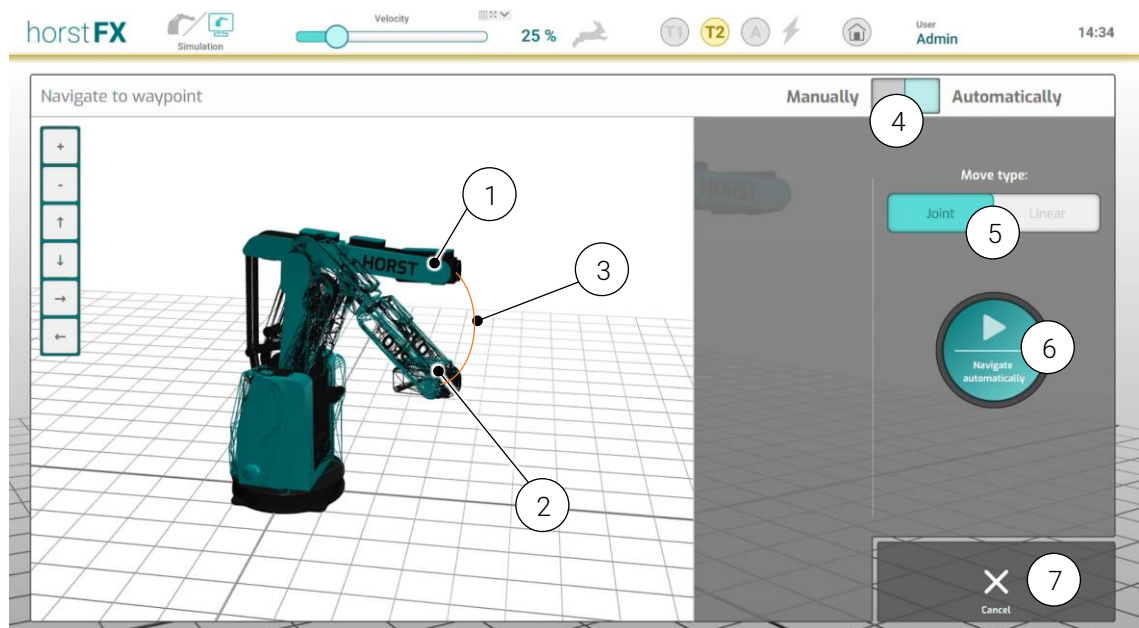 horstFX
Simulation
Velocity
25 %
T1
T2
A
User
Admin
14:34
Navigate to waypoint
Manually
4
Automatically
+
-
↑
↓
→
←
1
HORST
3
2
HORST
Move type:
Joint
5
Linear
6
Navigate
automatically
7
Cancel